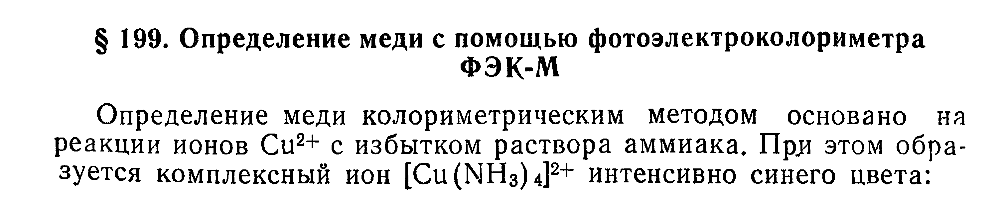 § 199. Определение меди с помощью фотоэлектроколориметра
ФЭК-М
Определение меди колориметрическим методом основано на
реакции ионов Cu²⁺ с избытком раствора аммиака. При этом обра-
зуется комплексный ион [Cu(NH₃)₄]²⁺ интенсивно синего цвета: